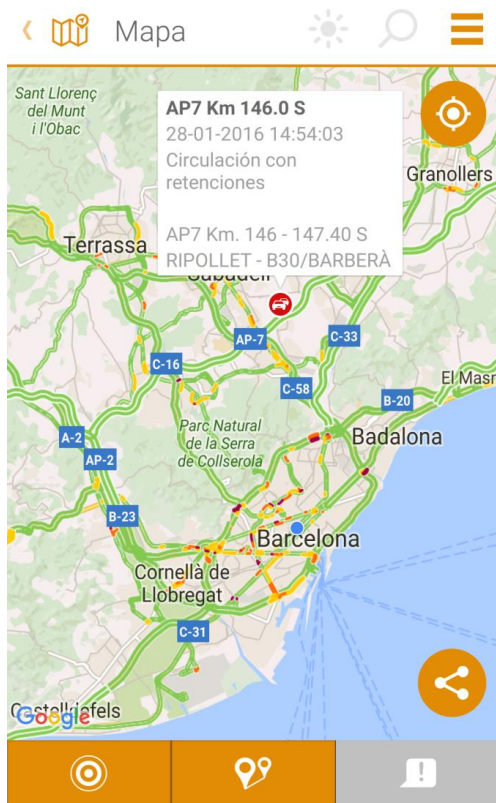 Mapa
Sant Llorenç
del Munt
i l'Obac
AP7 Km 146.0 S
28-01-2016 14:54:03
Circulación con
retenciones
AP7 Km. 146 - 147.40 S
RIPOLLET - B30/BARBERÀ
Granollers
Terrassa
Sabadell
AP-7
C-33
C-16
C-58
El Masn
B-20
Parc Natural
de la Serra
de Collserola
Badalona
A-2
AP-2
B-23
Barcelona
Cornellà de
Llobregat
C-31
Castelldefels
Google